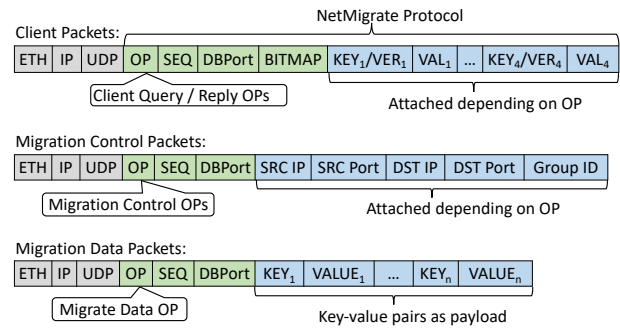 NetMigrate Protocol
Client Packets:
ETH IP UDP OP SEQ DBPort BITMAP KEY1/VER1 VAL1 ... KEY4/VER4 VAL4
Client Query / Reply OPs
Attached depending on OP
Migration Control Packets:
ETH IP UDP OP SEQ DBPort SRC IP SRC Port DST IP DST Port Group ID
Migration Control OPs
Attached depending on OP
Migration Data Packets:
ETH IP UDP OP SEQ DBPort KEY1 VALUE1 ... KEYn VALUEn
Migrate Data OP
Key-value pairs as payload